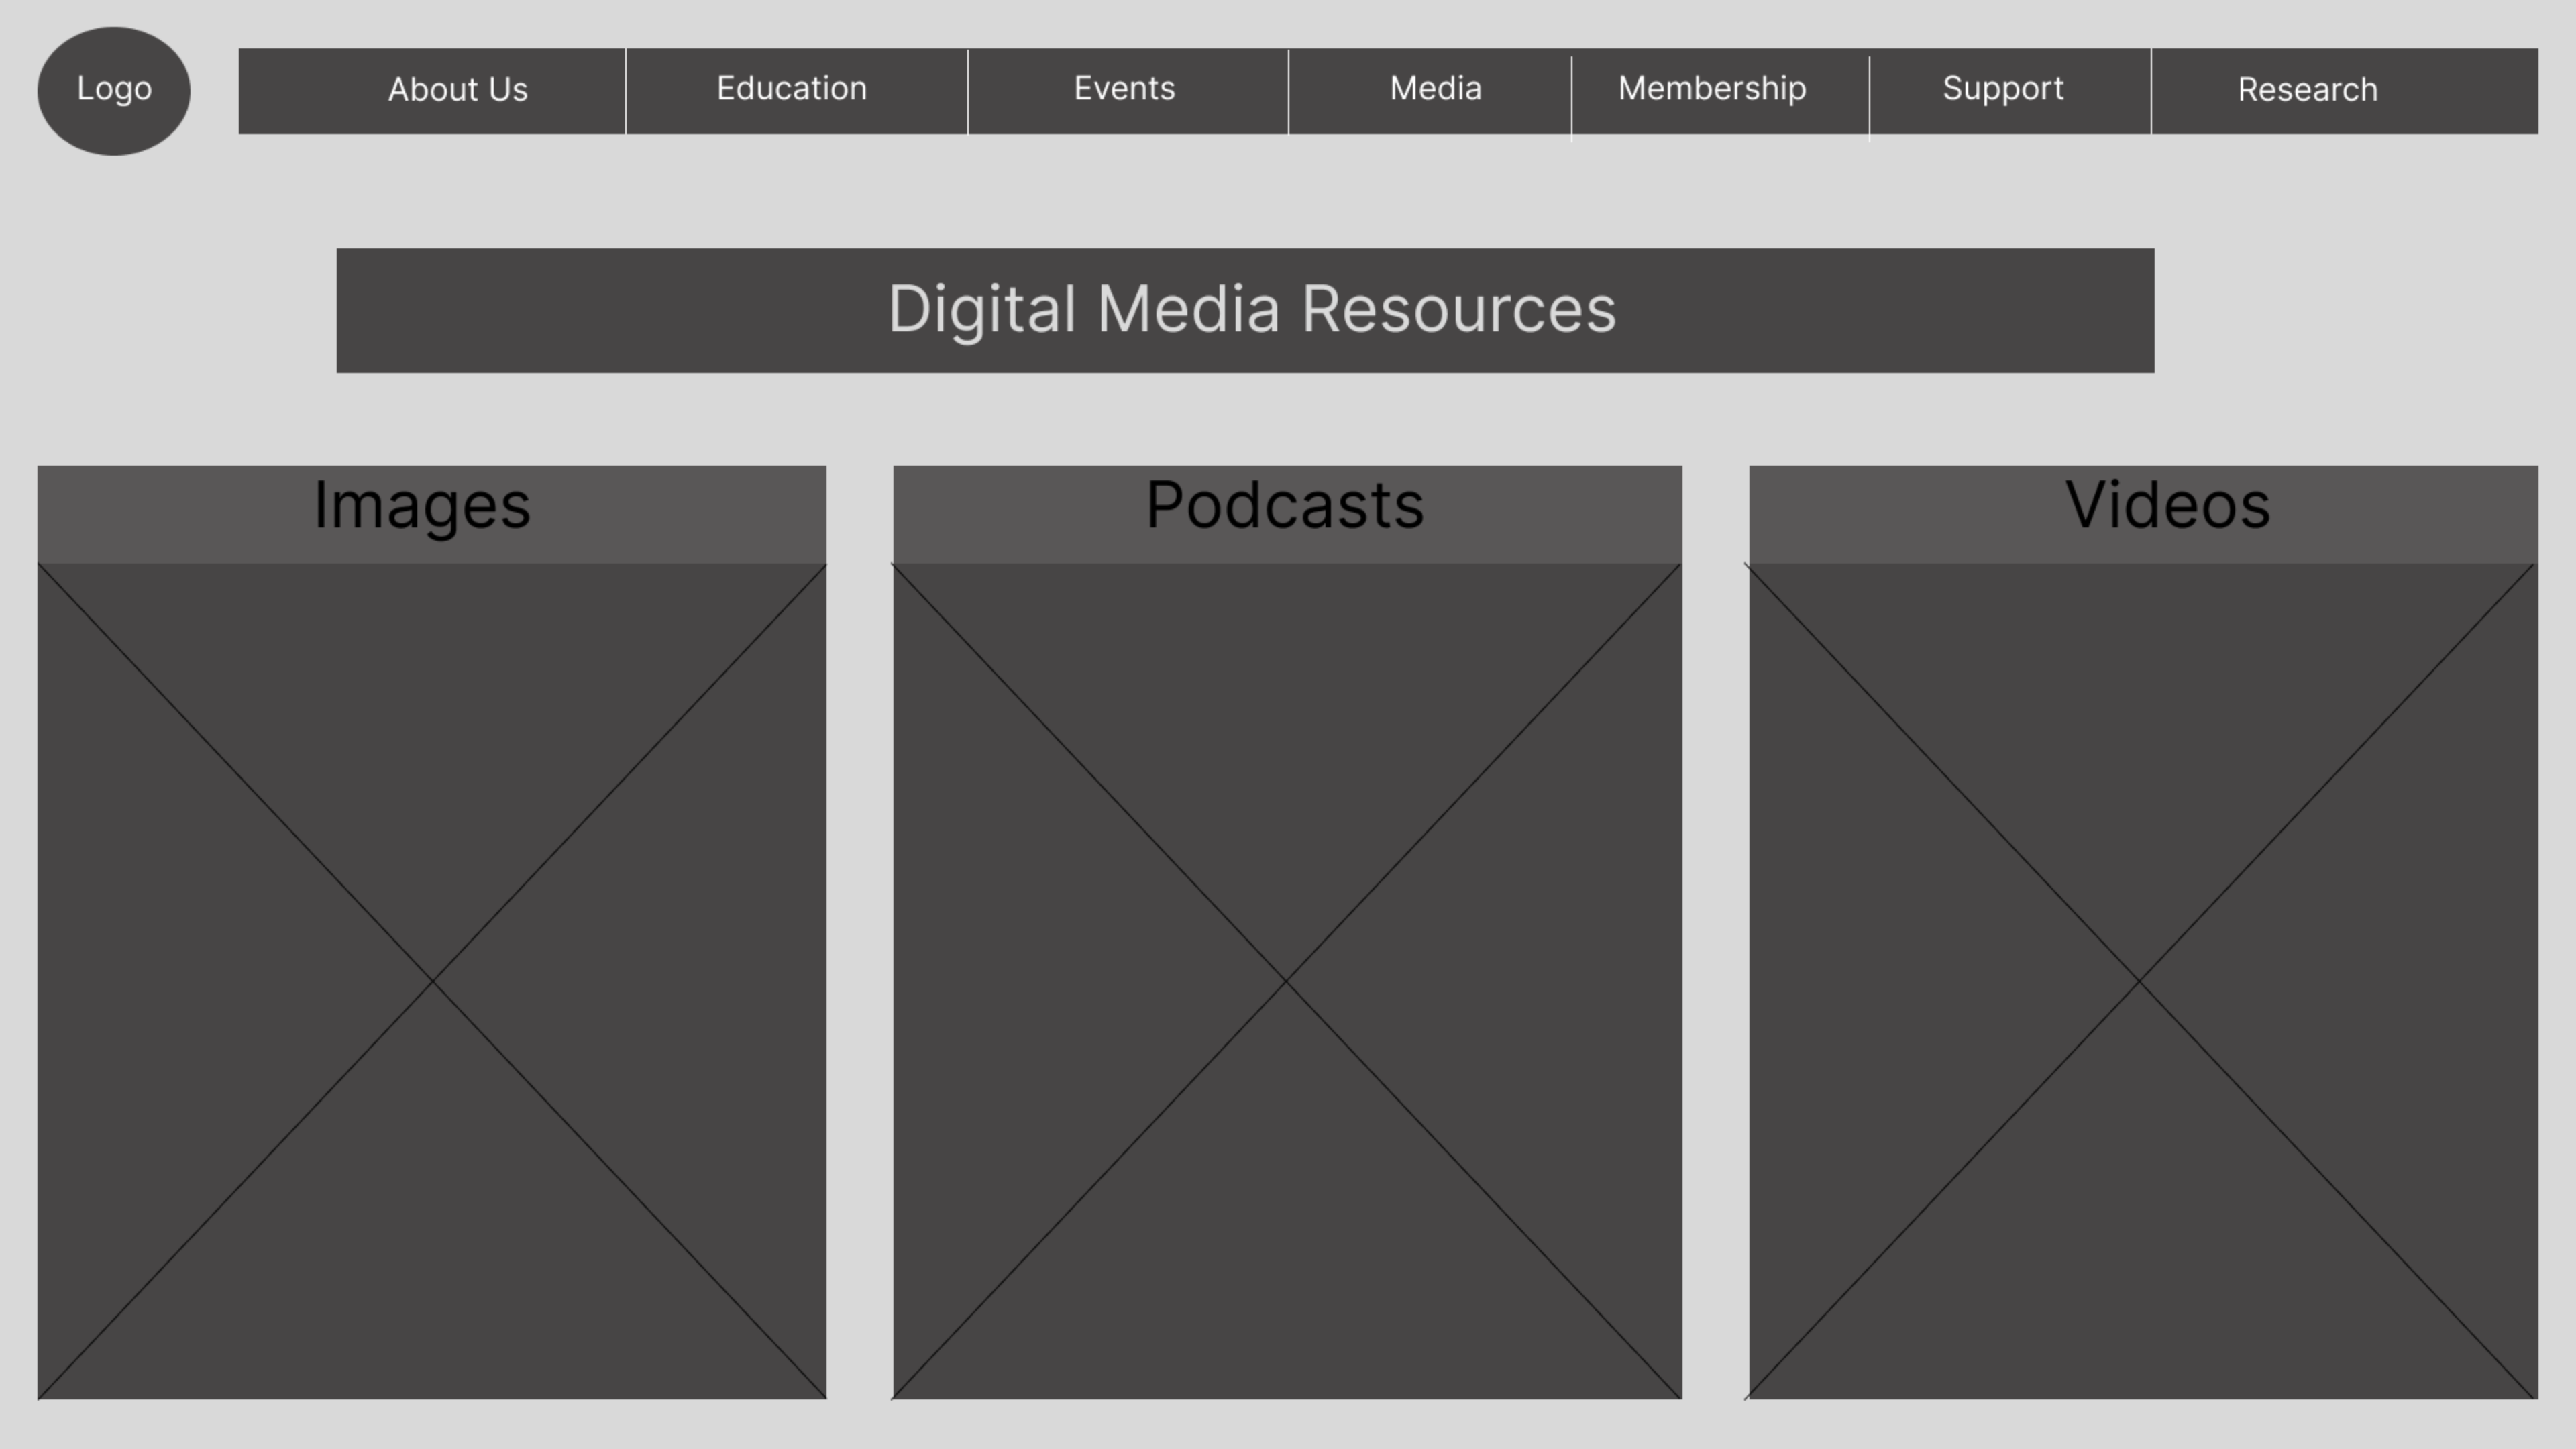 Logo
About Us
Education
Events
Media
Membership
Support
Research
Digital Media Resources
Images
Podcasts
Videos